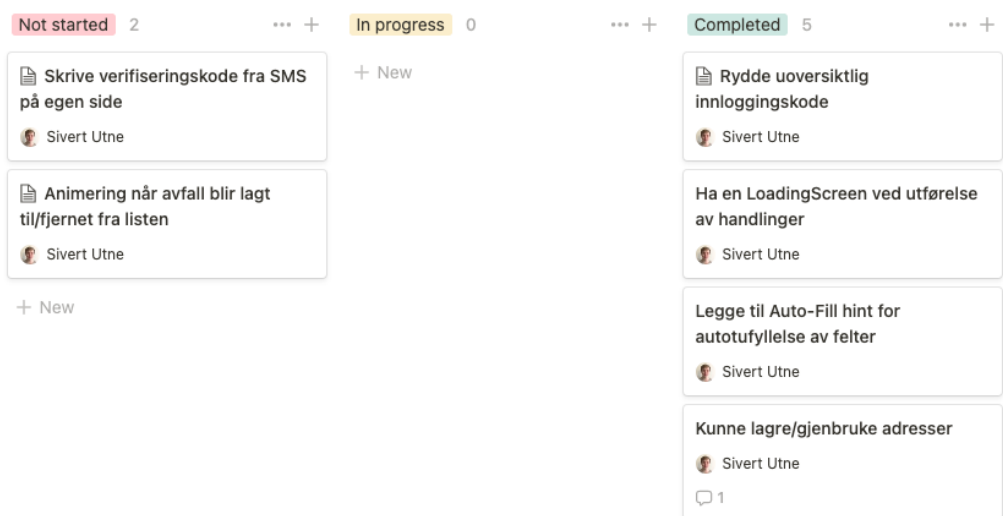 Not started 2
Skrive verifiseringskode fra SMS
på egen side
Sivert Utne
Animering når avfall blir lagt
til/fjernet fra listen
Sivert Utne
+ New
In progress 0
+ New
Completed 5
Rydde uoversiktlig
innloggingskode
Sivert Utne
Ha en LoadingScreen ved utførelse
av handlinger
Sivert Utne
Legge til Auto-Fill hint for
autotufyllelse av felter
Sivert Utne
Kunne lagre/gjenbruke adresser
Sivert Utne
1